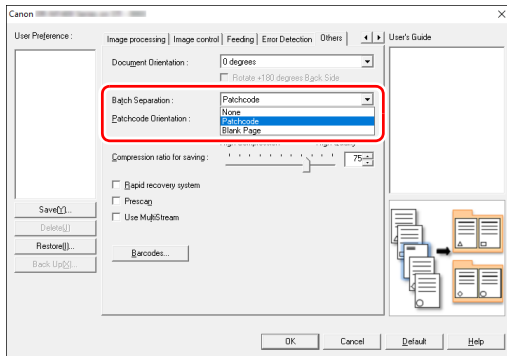 Canon
User Preference :
Save(Y)...
Delete(J)
Restore(I)...
Back Up(X)...
Image processing
Image control
Feeding
Error Detection
Others
Document Orientation :
0 degrees
Rotate +180 degrees Back Side
Batch Separation :
Patchcode
None
Patchcode
Blank Page
Patchcode Orientation :
Compression ratio for saving :
75
Rapid recovery system
Prescan
Use MultiStream
Barcodes...
User's Guide
OK
Cancel
Default
Help